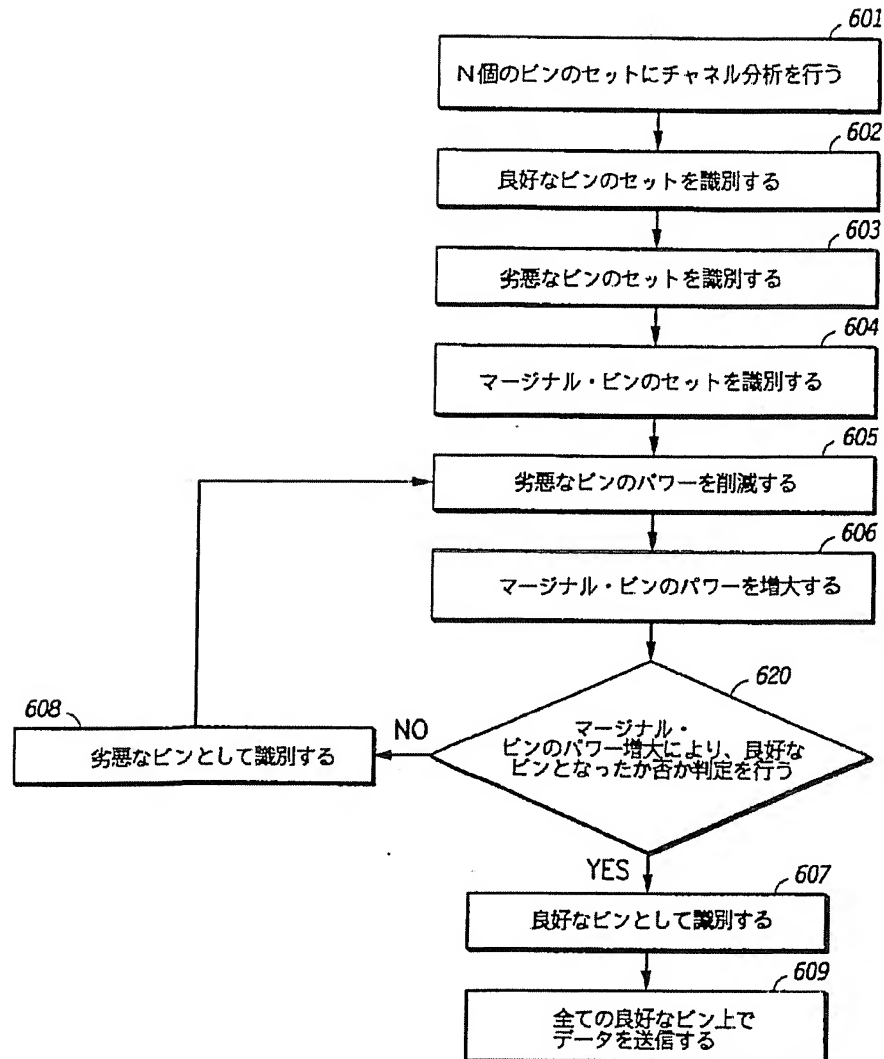 601
N個のビンのセットにチャネル分析を行う
602
良好なビンのセットを識別する
603
劣悪なビンのセットを識別する
604
マージナル・ビンのセットを識別する
605
劣悪なビンのパワーを削減する
606
マージナル・ビンのパワーを増大する
620
マージナル・
ビンのパワー増大により、良好な
ビンとなったか否か判定を行う
NO
608
劣悪なビンとして識別する
YES
607
良好なビンとして識別する
609
全ての良好なビン上で
データを送信する